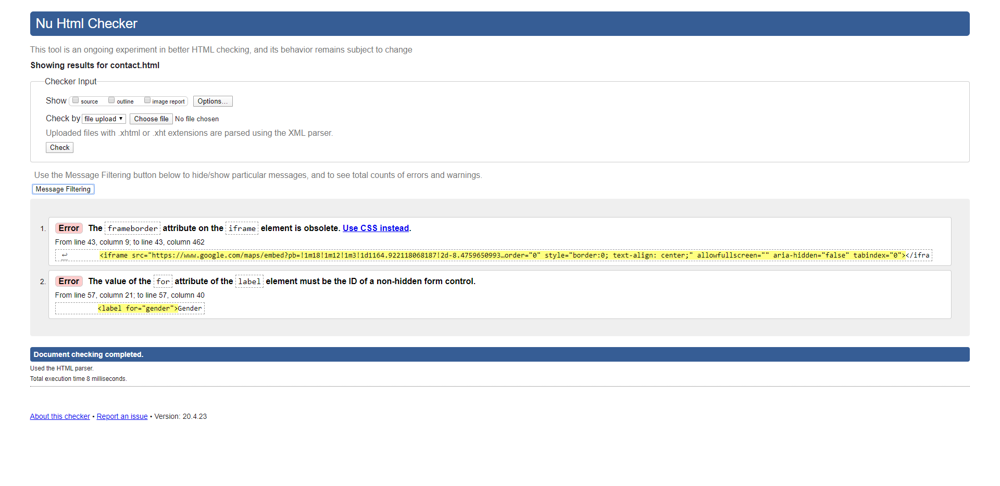 Nu Html Checker
This tool is an ongoing experiment in better HTML checking, and its behavior remains subject to change
Showing results for contact.html
Checker Input
Show source outline image report Options...
Check by file upload Choose file No file chosen
Uploaded files with .xhtml or .xht extensions are parsed using the XML parser.
Check
Use the Message Filtering button below to hide/show particular messages, and to see total counts of errors and warnings.
Message Filtering
1. Error The frameborder attribute on the iframe element is obsolete. Use CSS instead.
From line 43, column 9; to line 43, column 462
↩ <iframe src="https://www.google.com/maps/embed?pb=!1m18!1m12!1m3!1d1164.922118068187!2d-8.4759650993…order="0" style="border:0; text-align: center;" allowfullscreen="" aria-hidden="false" tabindex="0"></ifra
2. Error The value of the for attribute of the label element must be the ID of a non-hidden form control.
From line 57, column 21; to line 57, column 40
<label for="gender">Gender
Document checking completed.
Used the HTML parser.
Total execution time 8 milliseconds.
About this checker • Report an issue • Version: 20.4.23